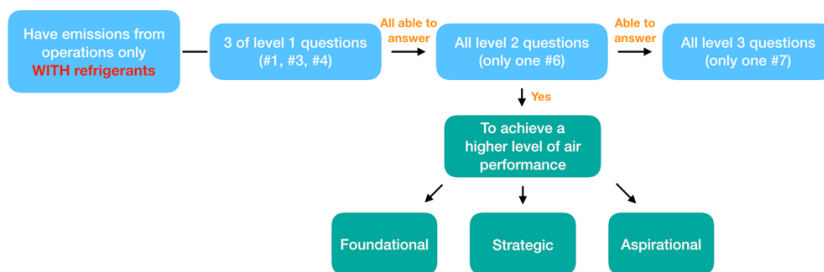 Have emissions from
operations only
WITH refrigerants
3 of level 1 questions
(#1, #3, #4)
All able to
answer
All level 2 questions
(only one #6)
Able to
answer
All level 3 questions
(only one #7)
Yes
To achieve a
higher level of air
performance
Foundational
Strategic
Aspirational